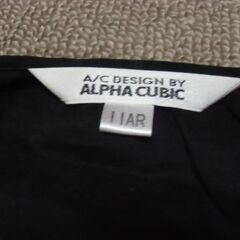 A/C DESIGN BY
ALPHA CUBIC
11AR